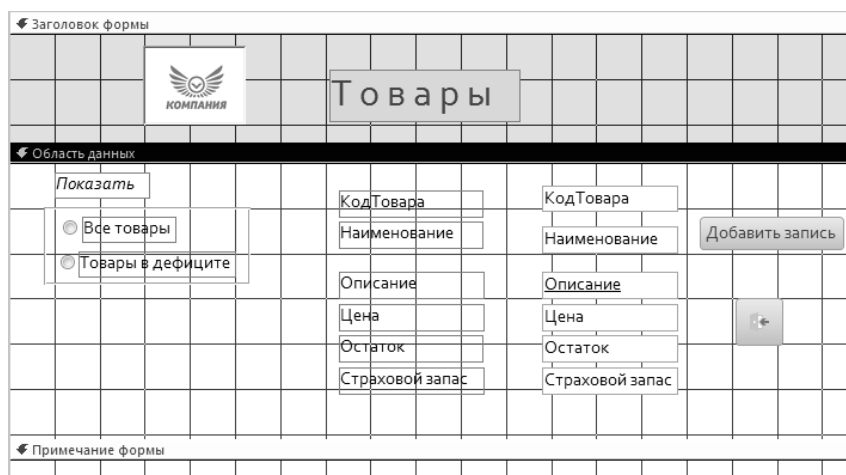 Заголовок формы
КОМПАНИЯ
Товары
Область данных
Показать
Все товары
Товары в дефиците
КодТовара КодТовара
Наименование Наименование
Добавить запись
Описание Описание
Цена Цена
Остаток Остаток
Страховой запас Страховой запас
Примечание формы